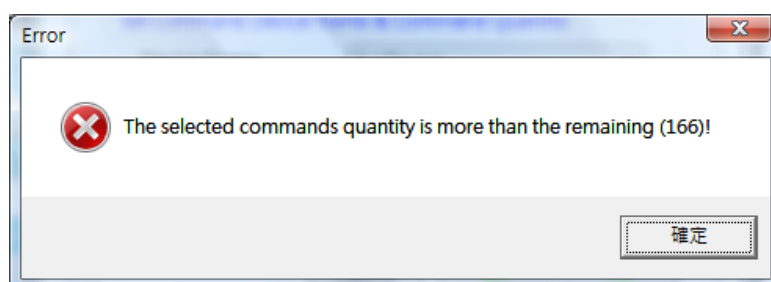 Error
The selected commands quantity is more than the remaining (166)!
確定